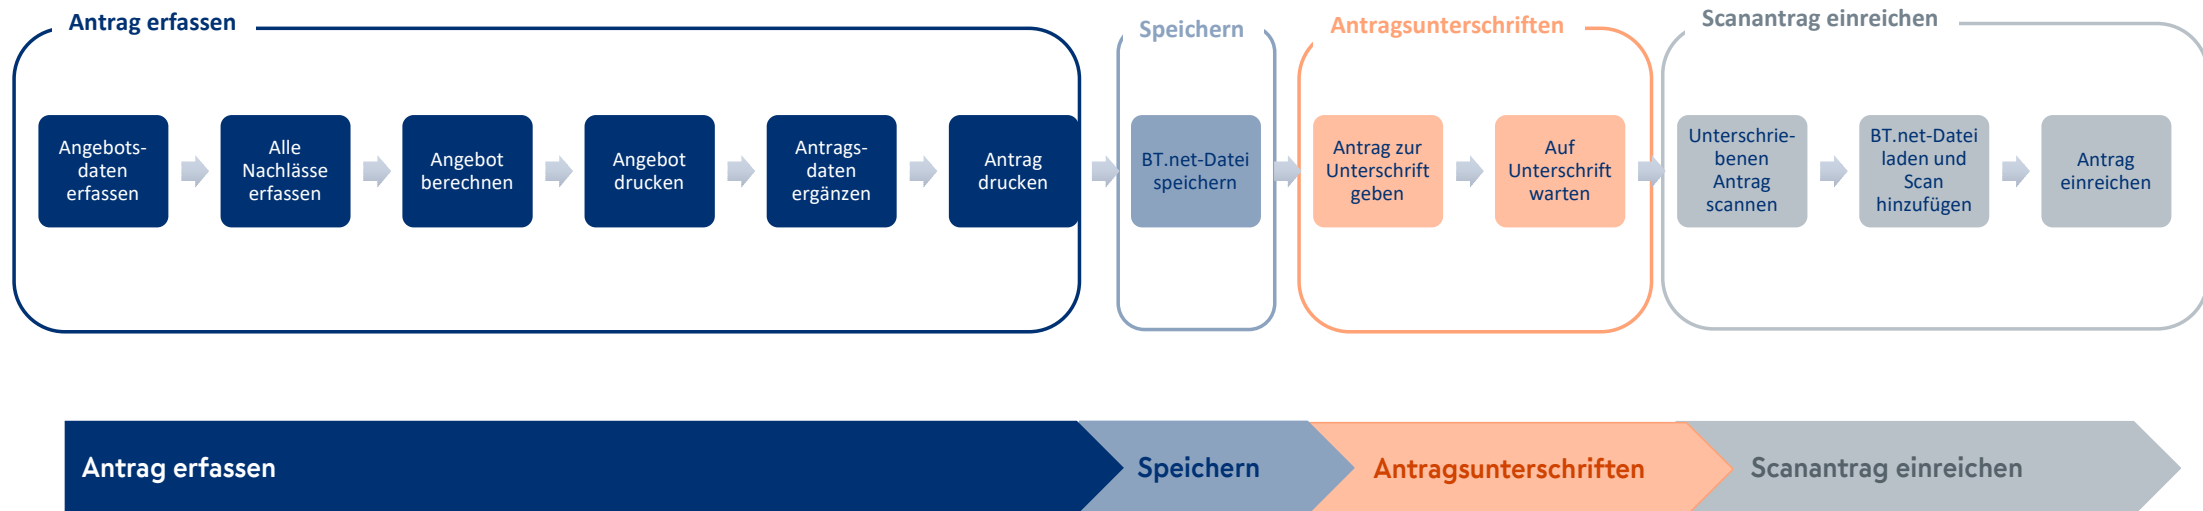 Antrag erfassen
Speichern
Antragsunterschriften
Scanantrag einreichen
Angebots-
daten
erfassen
Alle
Nachlässe
erfassen
Angebot
berechnen
Angebot
drucken
Antrags-
daten
ergänzen
Antrag
drucken
BT.net-Datei
speichern
Antrag zur
Unterschrift
geben
Auf
Unterschrift
warten
Unterschrie-
benen
Antrag
scannen
BT.net-Datei
laden und
Scan
hinzufügen
Antrag
einreichen
Antrag erfassen
Speichern
Antragsunterschriften
Scanantrag einreichen